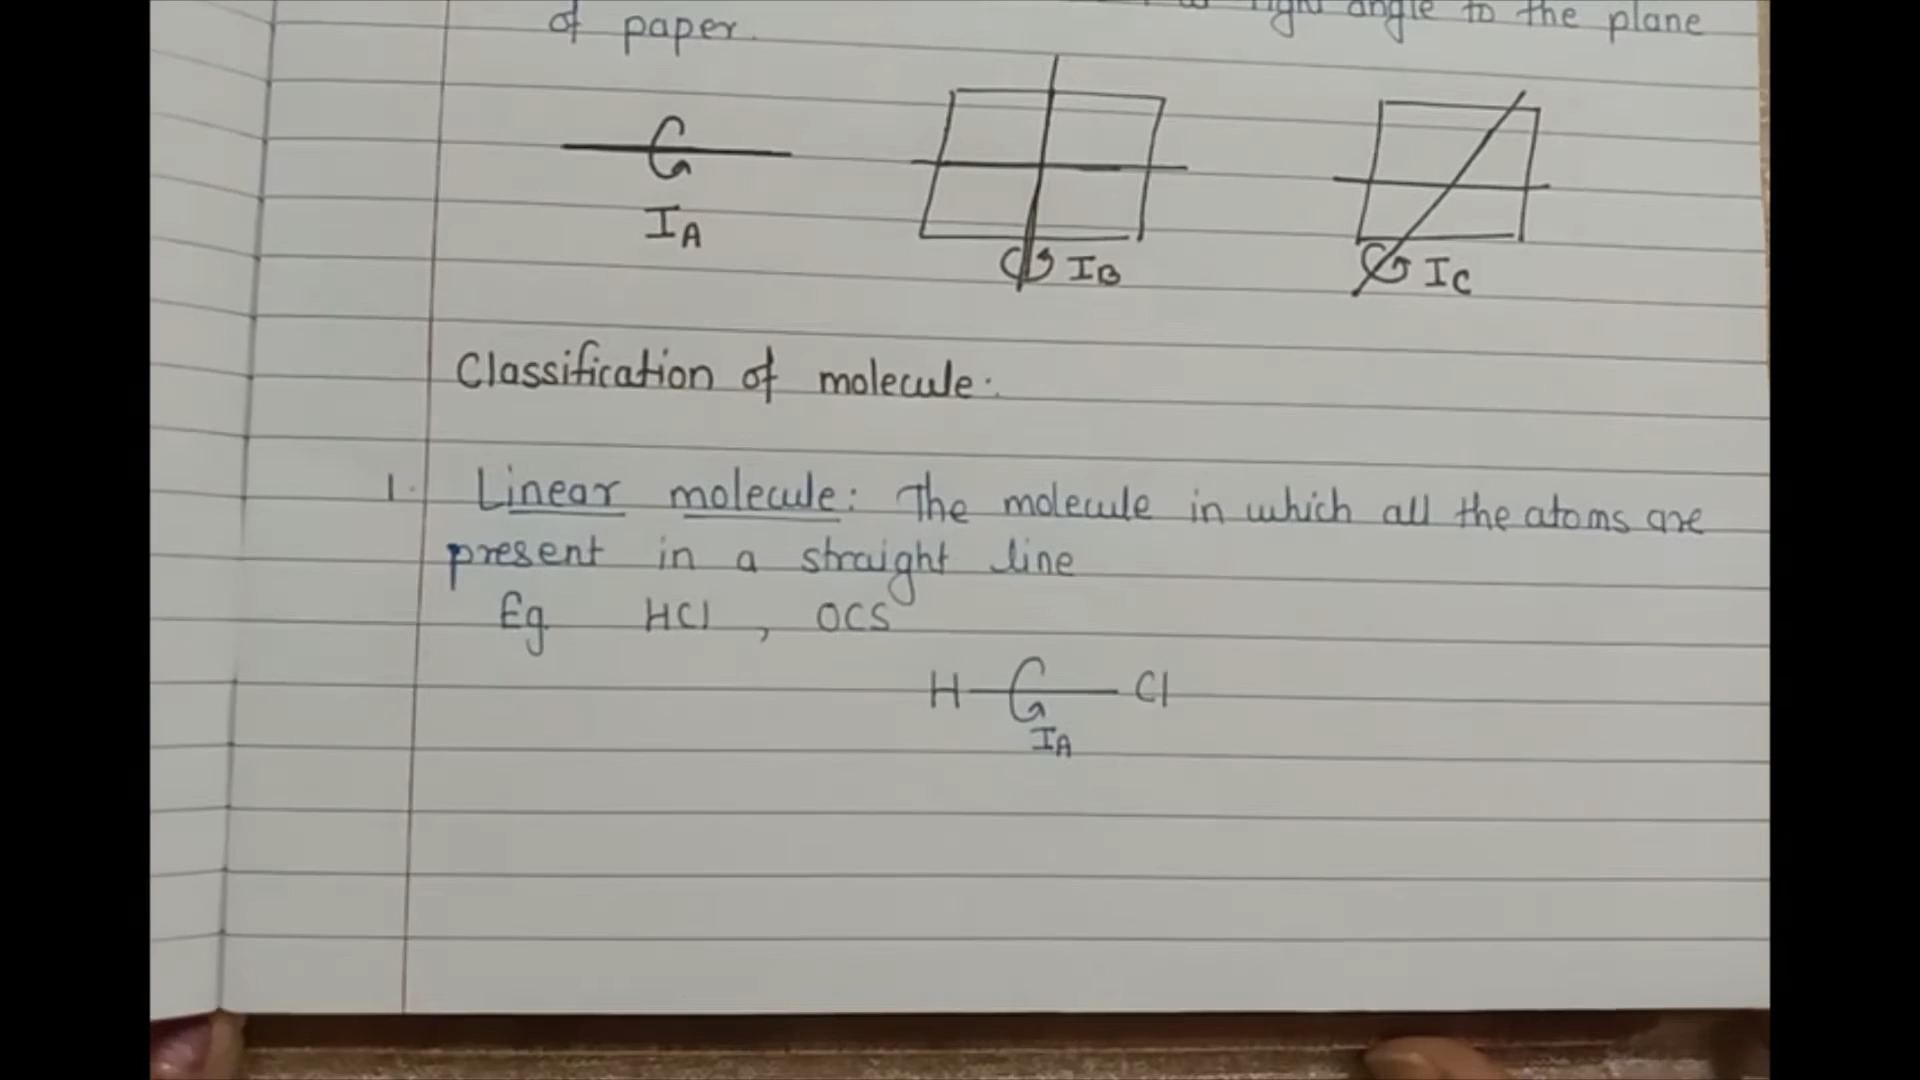 right angle to the plane
of paper.
IA
IB
IC
Classification of molecule:
1. Linear molecule: The molecule in which all the atoms are
present in a straight line
Eg. HCl , OCS
H Cl
IA